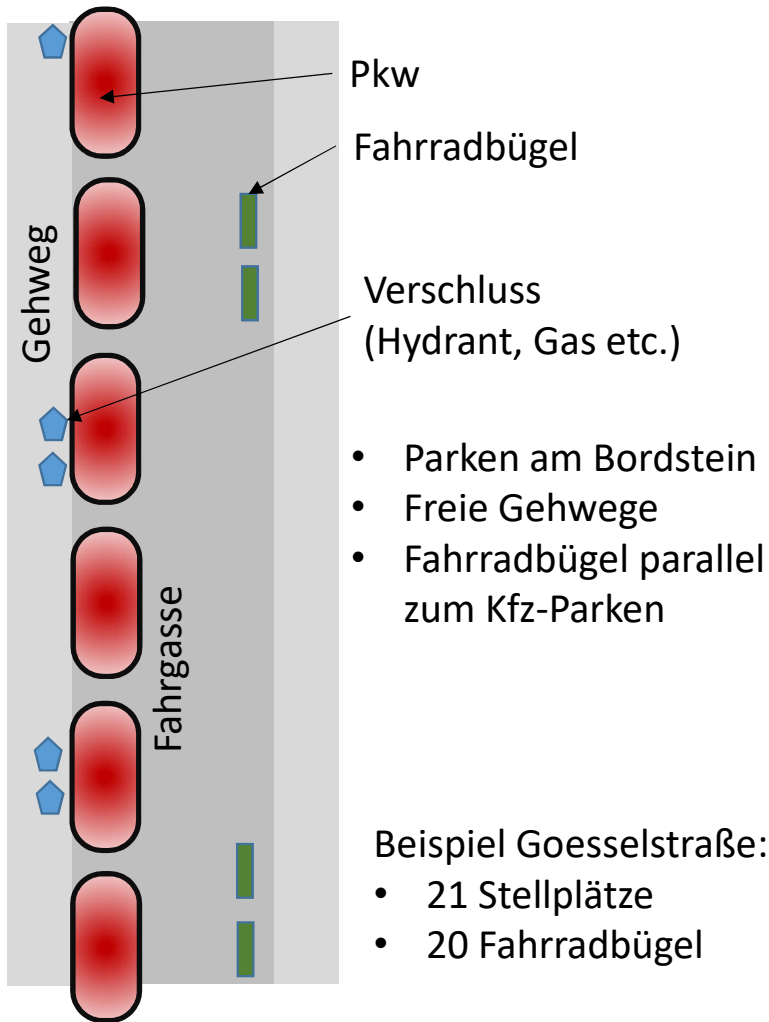 Pkw
Fahrradbügel
Gehweg
Verschluss
(Hydrant, Gas etc.)
• Parken am Bordstein
• Freie Gehwege
• Fahrradbügel parallel
zum Kfz-Parken
Fahrgasse
Beispiel Goesselstraße:
• 21 Stellplätze
• 20 Fahrradbügel